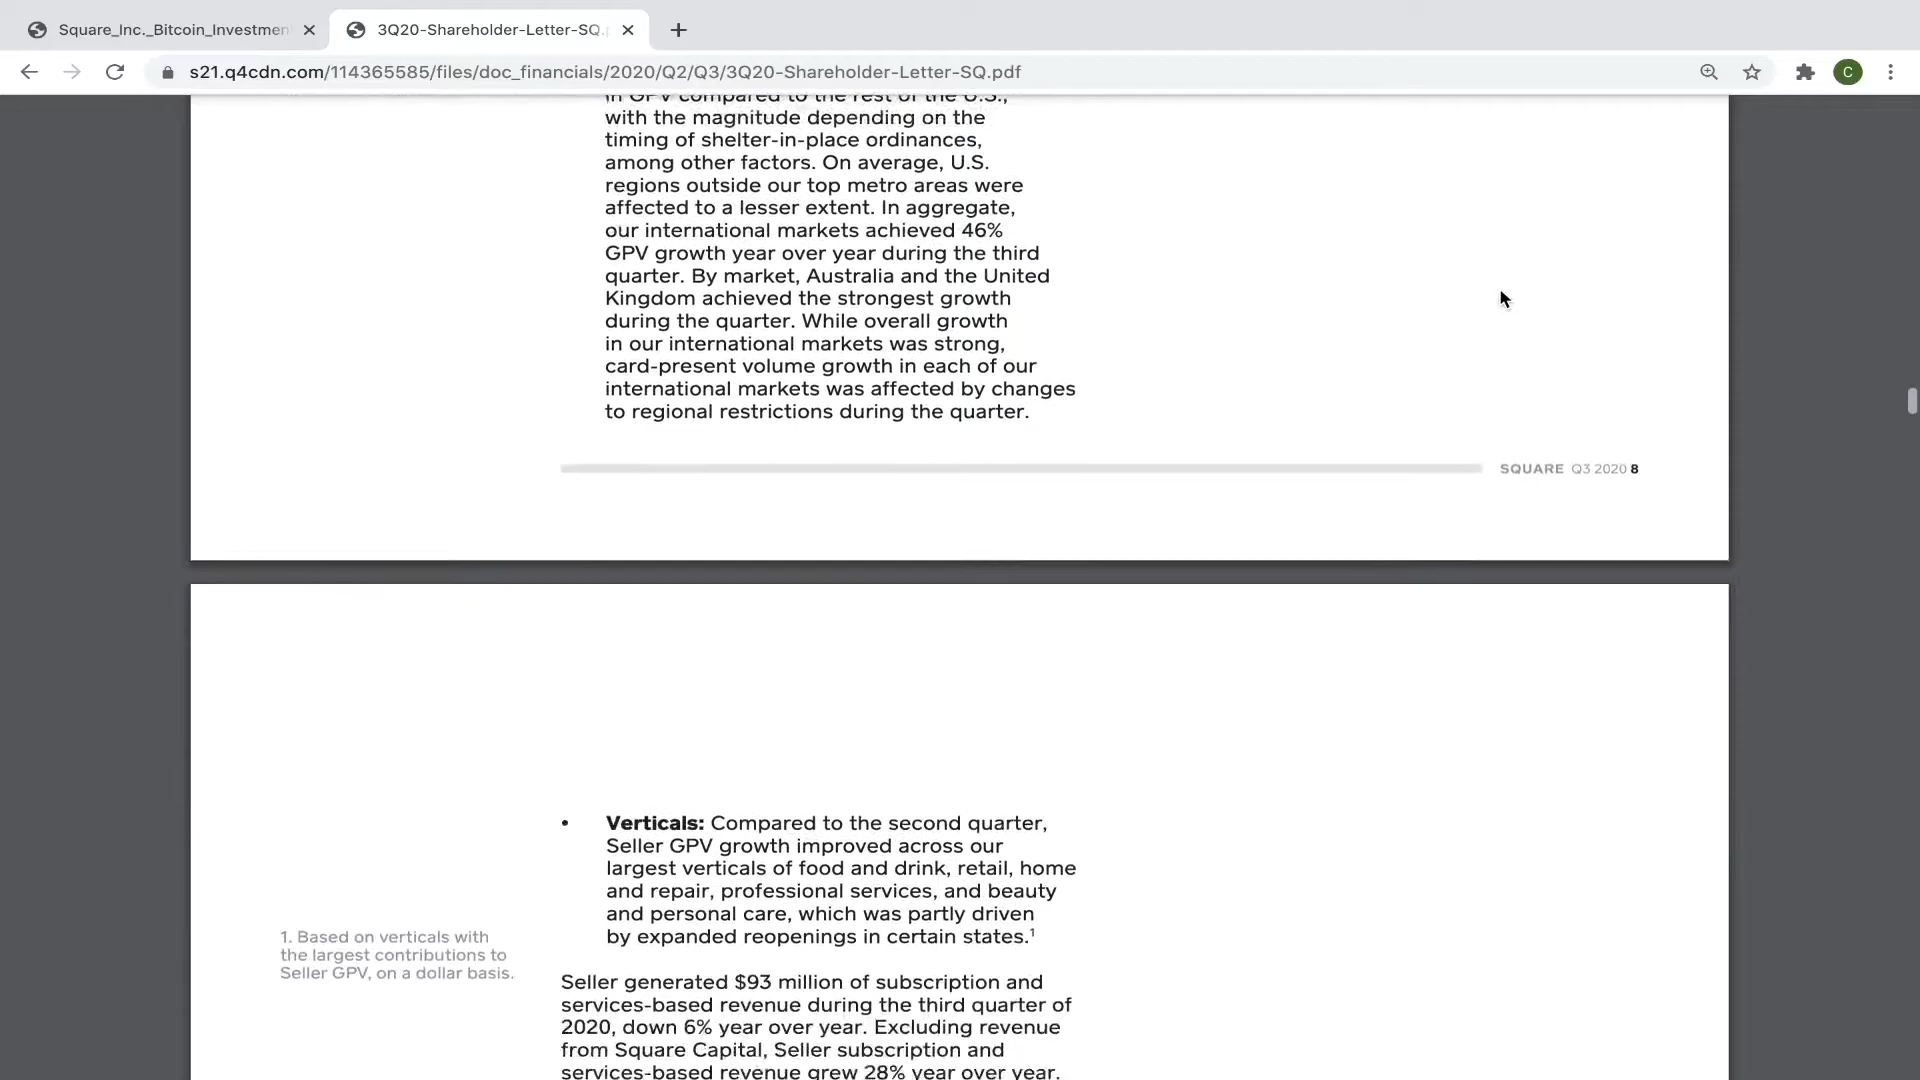 Square_Inc._Bitcoin_Investmen
3Q20-Shareholder-Letter-SQ.p
s21.q4cdn.com/114365585/files/doc_financials/2020/Q2/Q3/3Q20-Shareholder-Letter-SQ.pdf
C
in GPV compared to the rest of the U.S.,
with the magnitude depending on the
timing of shelter-in-place ordinances,
among other factors. On average, U.S.
regions outside our top metro areas were
affected to a lesser extent. In aggregate,
our international markets achieved 46%
GPV growth year over year during the third
quarter. By market, Australia and the United
Kingdom achieved the strongest growth
during the quarter. While overall growth
in our international markets was strong,
card-present volume growth in each of our
international markets was affected by changes
to regional restrictions during the quarter.
SQUARE Q3 2020 8
• Verticals: Compared to the second quarter,
Seller GPV growth improved across our
largest verticals of food and drink, retail, home
and repair, professional services, and beauty
and personal care, which was partly driven
by expanded reopenings in certain states.¹
1. Based on verticals with
the largest contributions to
Seller GPV, on a dollar basis.
Seller generated $93 million of subscription and
services-based revenue during the third quarter of
2020, down 6% year over year. Excluding revenue
from Square Capital, Seller subscription and
services-based revenue grew 28% year over year.